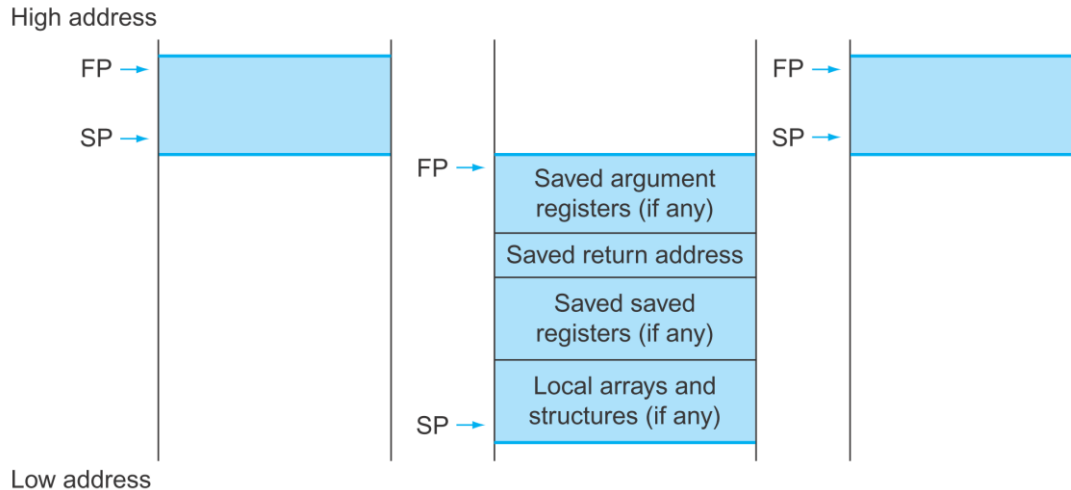 High address
FP
SP
FP
Saved argument
registers (if any)
Saved return address
Saved saved
registers (if any)
Local arrays and
structures (if any)
SP
FP
SP
Low address